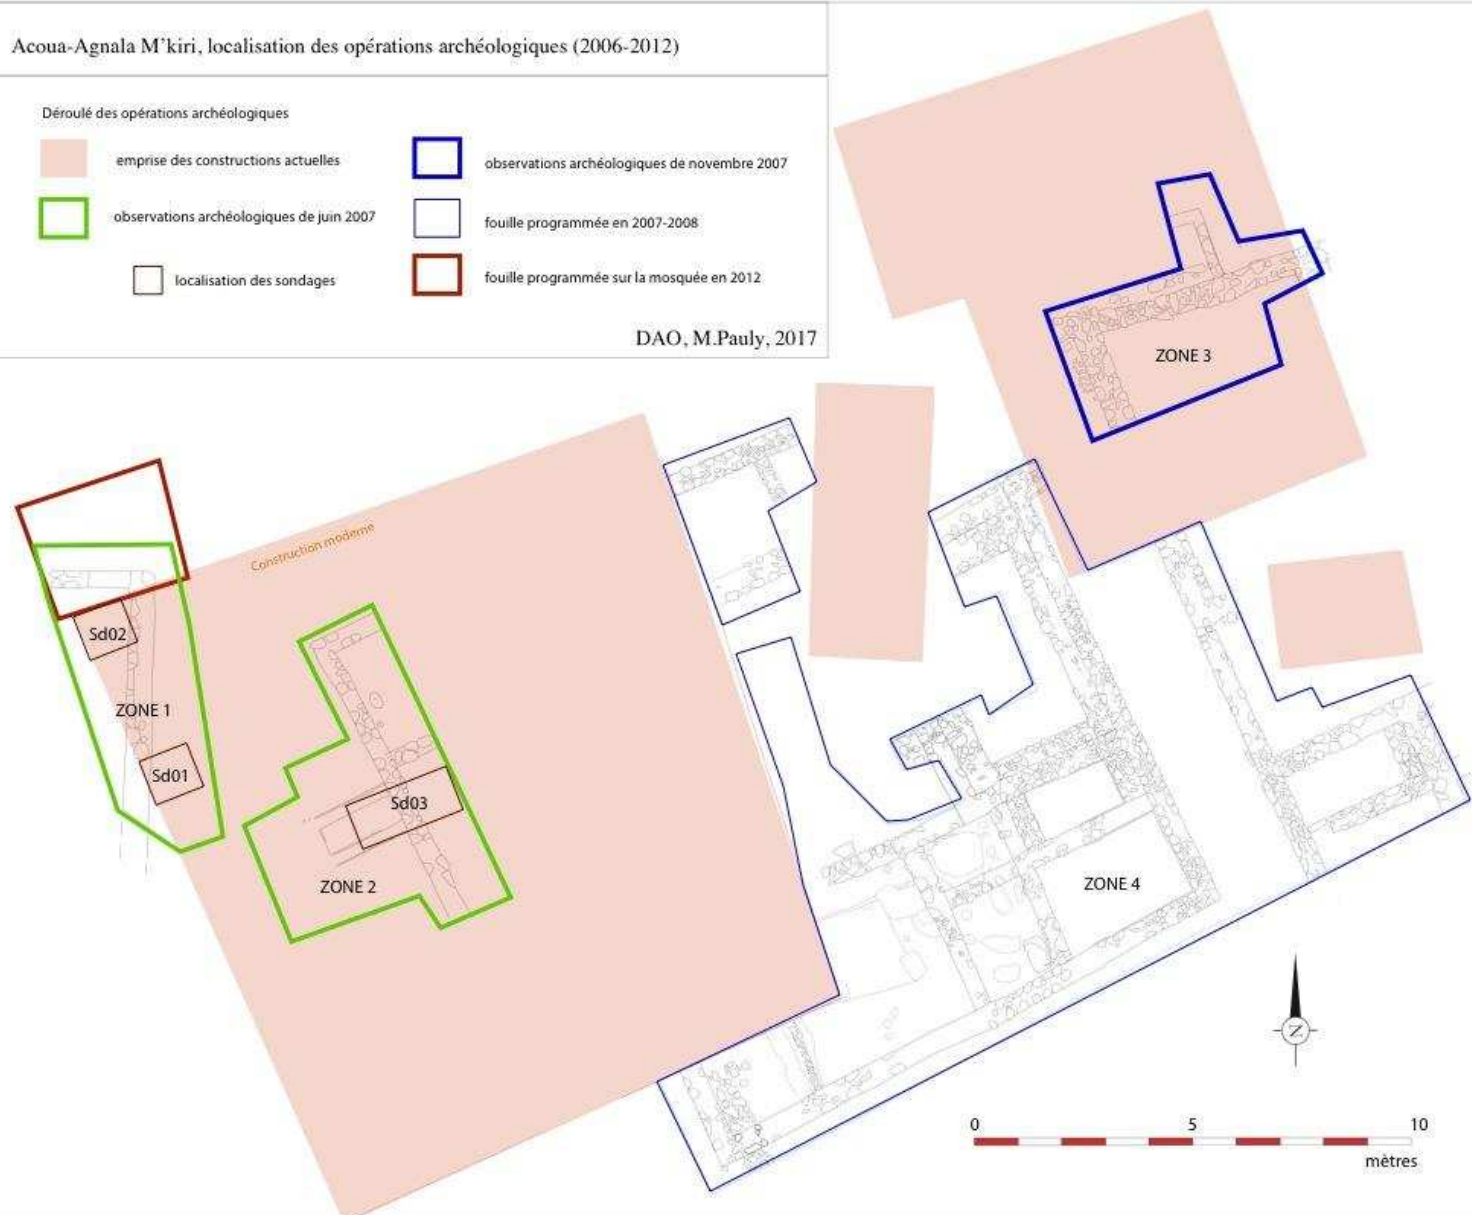 Acoua-Agnala M'kiri, localisation des opérations archéologiques (2006-2012)
Déroulé des opérations archéologiques
emprise des constructions actuelles
observations archéologiques de juin 2007
localisation des sondages
observations archéologiques de novembre 2007
fouille programmée en 2007-2008
fouille programmée sur la mosquée en 2012
DAO, M.Pauly, 2017
ZONE 3
Construction moderne
Sd02
ZONE 1
Sd01
Sd03
ZONE 2
ZONE 4
N
0 5 10
mètres